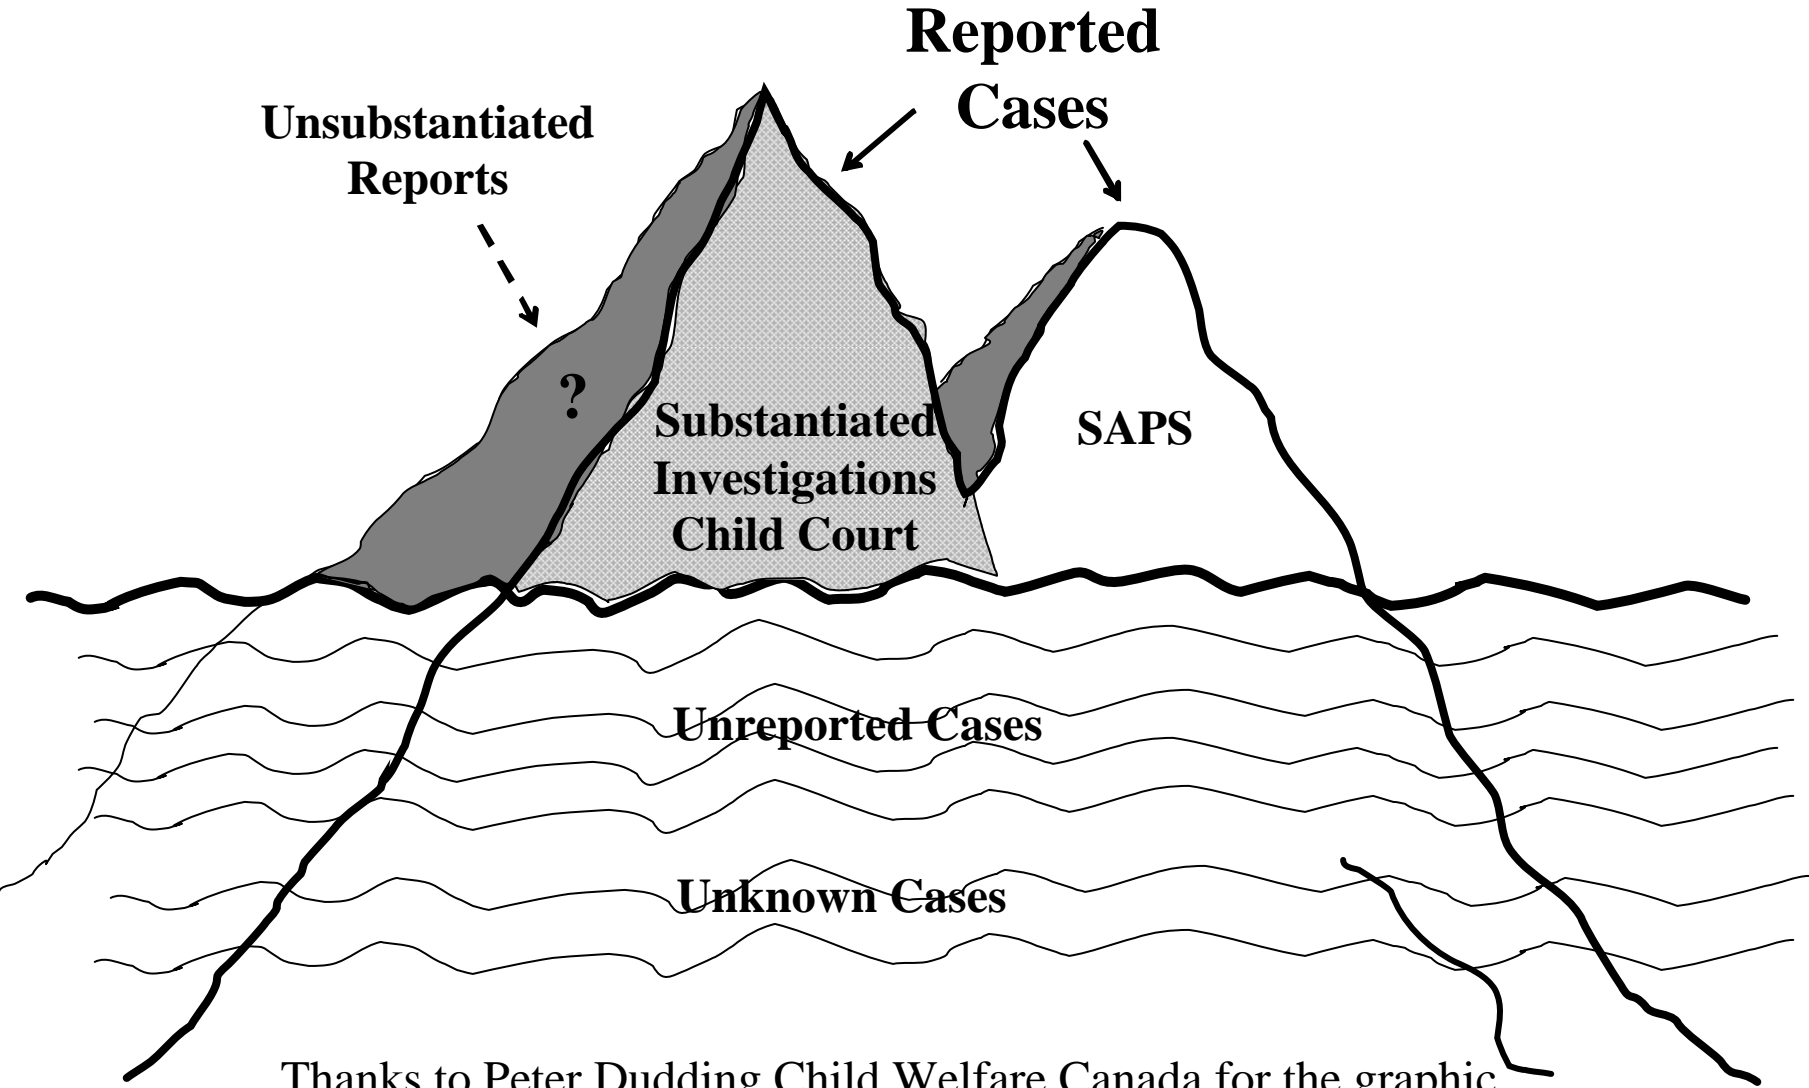 Reported
Cases
Unsubstantiated
Reports
?
Substantiated
Investigations
Child Court
SAPS
Unreported Cases
Unknown Cases
Thanks to Peter Dudding Child Welfare Canada for the graphic